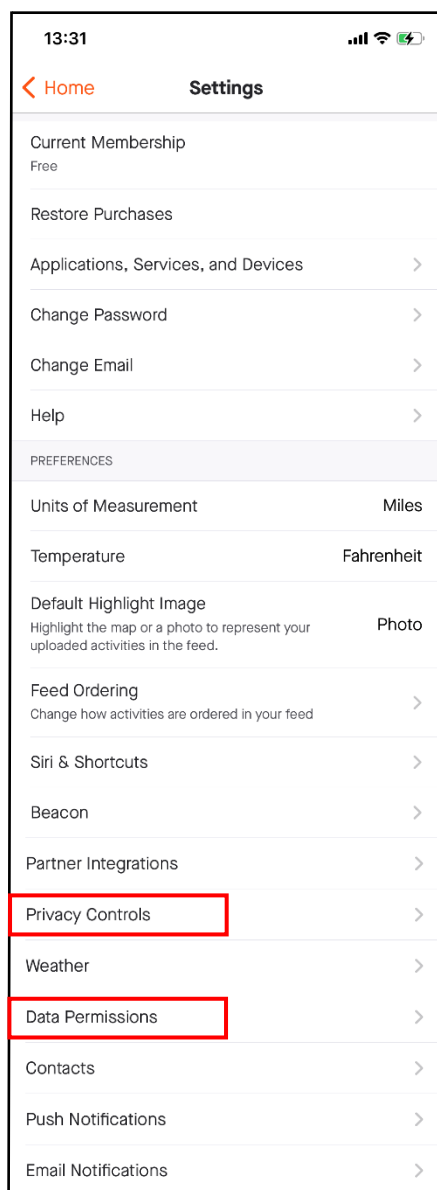 13:31
Home
Settings
Current Membership
Free
Restore Purchases
Applications, Services, and Devices
Change Password
Change Email
Help
PREFERENCES
Units of Measurement
Miles
Temperature
Fahrenheit
Default Highlight Image
Highlight the map or a photo to represent your
uploaded activities in the feed.
Photo
Feed Ordering
Change how activities are ordered in your feed
Siri & Shortcuts
Beacon
Partner Integrations
Privacy Controls
Weather
Data Permissions
Contacts
Push Notifications
Email Notifications